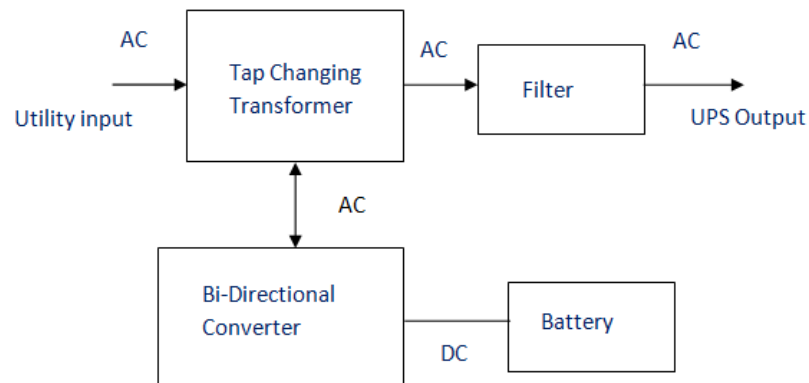 AC
Tap Changing
Transformer
AC
Filter
AC
Utility input
UPS Output
AC
Bi-Directional
Converter
Battery
DC